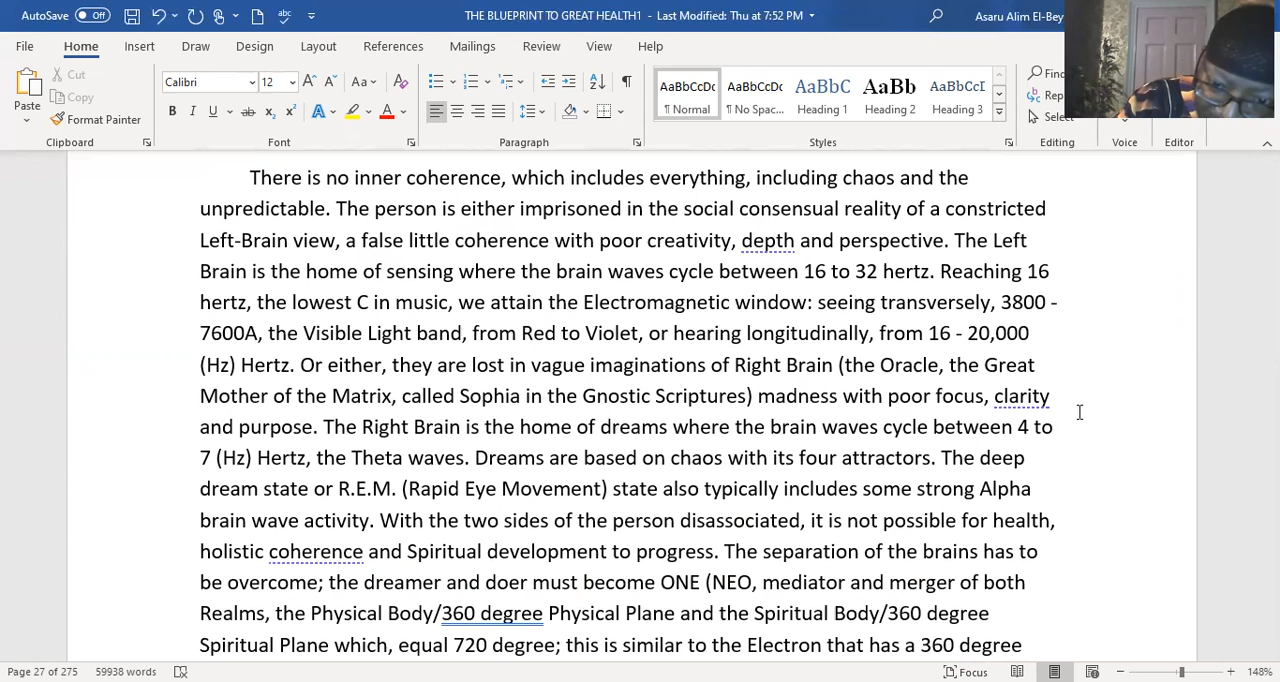 AutoSave Off THE BLUEPRINT TO GREAT HEALTH1 - Last Modified: Thu at 7:52 PM Asaru Alim El-Bey
File Home Insert Draw Design Layout References Mailings Review View Help
Paste Cut Copy Format Painter
Calibri 12
AaBbCcDc AaBbCcDc AaBbC AaBb AaBbCcI
¶ Normal ¶ No Spac... Heading 1 Heading 2 Heading 3
Find
Select
Clipboard Font Paragraph Styles Editing Voice Editor
There is no inner coherence, which includes everything, including chaos and the
unpredictable. The person is either imprisoned in the social consensual reality of a constricted
Left-Brain view, a false little coherence with poor creativity, depth and perspective. The Left
Brain is the home of sensing where the brain waves cycle between 16 to 32 hertz. Reaching 16
hertz, the lowest C in music, we attain the Electromagnetic window: seeing transversely, 3800 -
7600A, the Visible Light band, from Red to Violet, or hearing longitudinally, from 16 - 20,000
(Hz) Hertz. Or either, they are lost in vague imaginations of Right Brain (the Oracle, the Great
Mother of the Matrix, called Sophia in the Gnostic Scriptures) madness with poor focus, clarity
and purpose. The Right Brain is the home of dreams where the brain waves cycle between 4 to
7 (Hz) Hertz, the Theta waves. Dreams are based on chaos with its four attractors. The deep
dream state or R.E.M. (Rapid Eye Movement) state also typically includes some strong Alpha
brain wave activity. With the two sides of the person disassociated, it is not possible for health,
holistic coherence and Spiritual development to progress. The separation of the brains has to
be overcome; the dreamer and doer must become ONE (NEO, mediator and merger of both
Realms, the Physical Body/360 degree Physical Plane and the Spiritual Body/360 degree
Spiritual Plane which, equal 720 degree; this is similar to the Electron that has a 360 degree
Page 27 of 275 59938 words Focus 148%